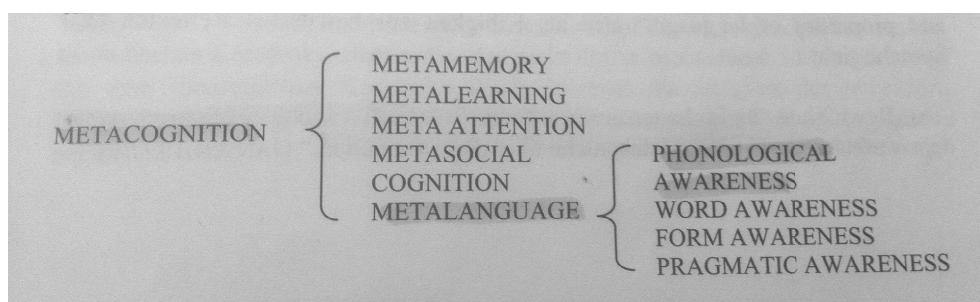 METACOGNITION
METAMEMORY
METALEARNING
META ATTENTION
METASOCIAL
COGNITION
METALANGUAGE
PHONOLOGICAL
AWARENESS
WORD AWARENESS
FORM AWARENESS
PRAGMATIC AWARENESS